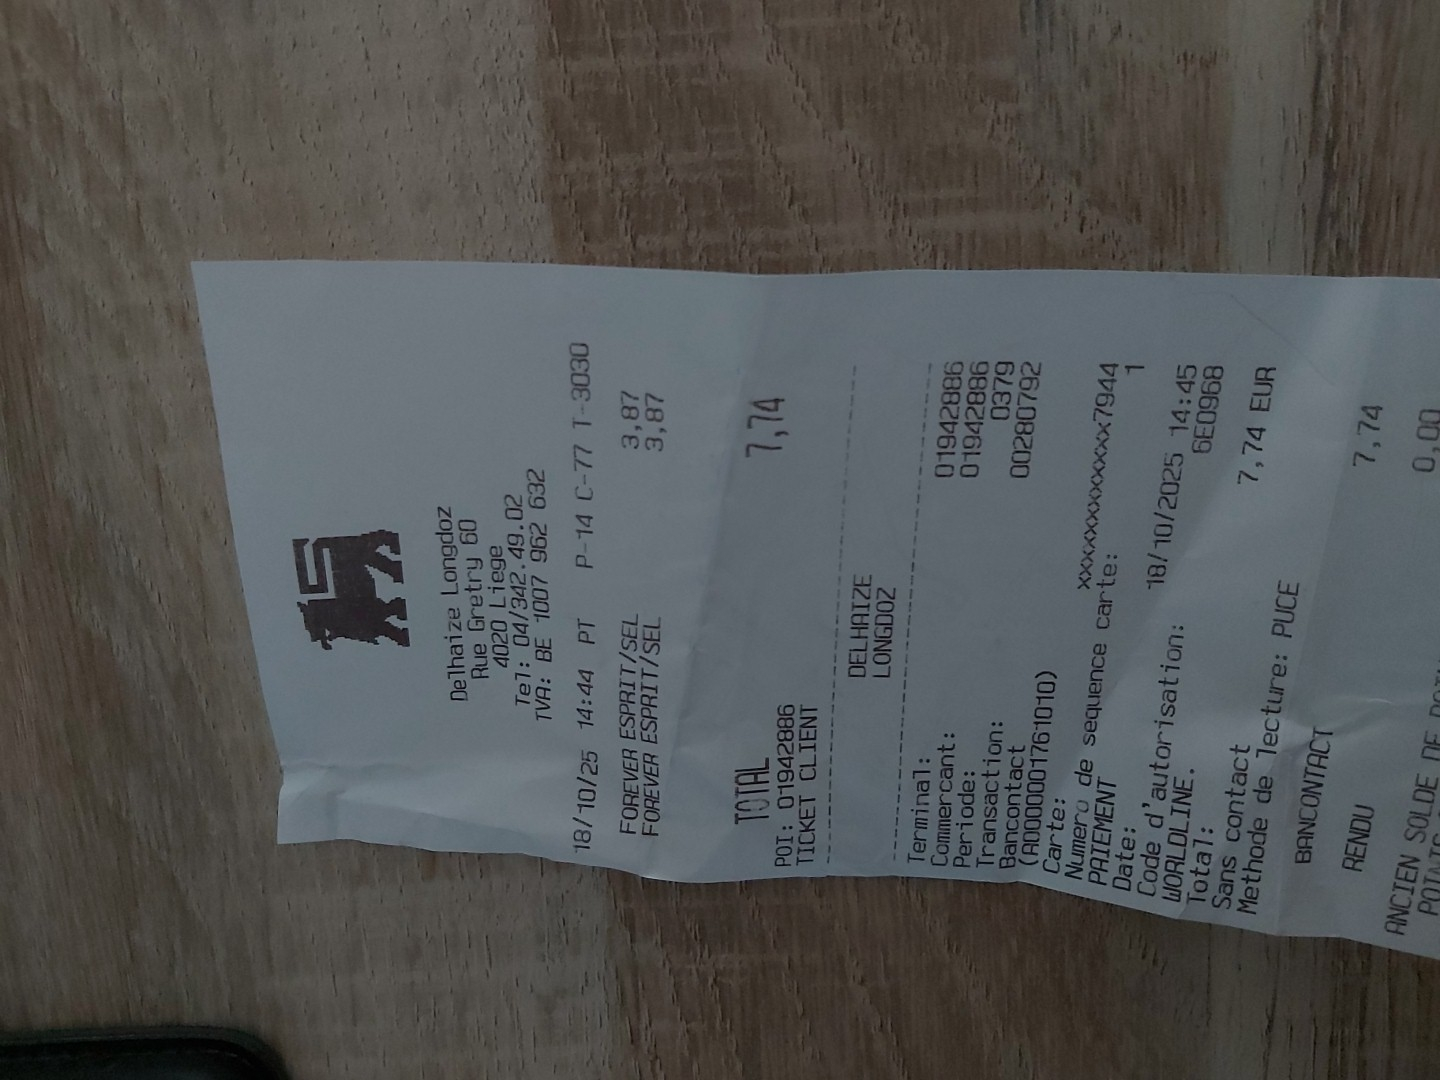 Delhaize Longdoz
Rue Gretry 60
4020 Liege
Tel: 04/342.49.02
TVA: BE 1007 962 632
18/10/25 14:44 PT P-14 C-77 T-3030
FOREVER ESPRIT/SEL 3,87
FOREVER ESPRIT/SEL 3,87
TOTAL 7,74
POI: 01942886
TICKET CLIENT
DELHAIZE
LONGDOZ
Terminal: 01942886
Commercant: 01942886
Periode: 0379
Transaction: 00280792
Bancontact
(A0000001761010)
Carte: xxxxxxxxxxxxxxx7944
Numero de sequence carte: 1
PAIEMENT
Date: 18/10/2025 14:45
Code d'autorisation: 6E0968
WORLDLINE.
Total: 7,74 EUR
Sans contact
Methode de lecture: PUCE
BANCONTACT 7,74
RENDU 0,00
ANCIEN SOLDE DE